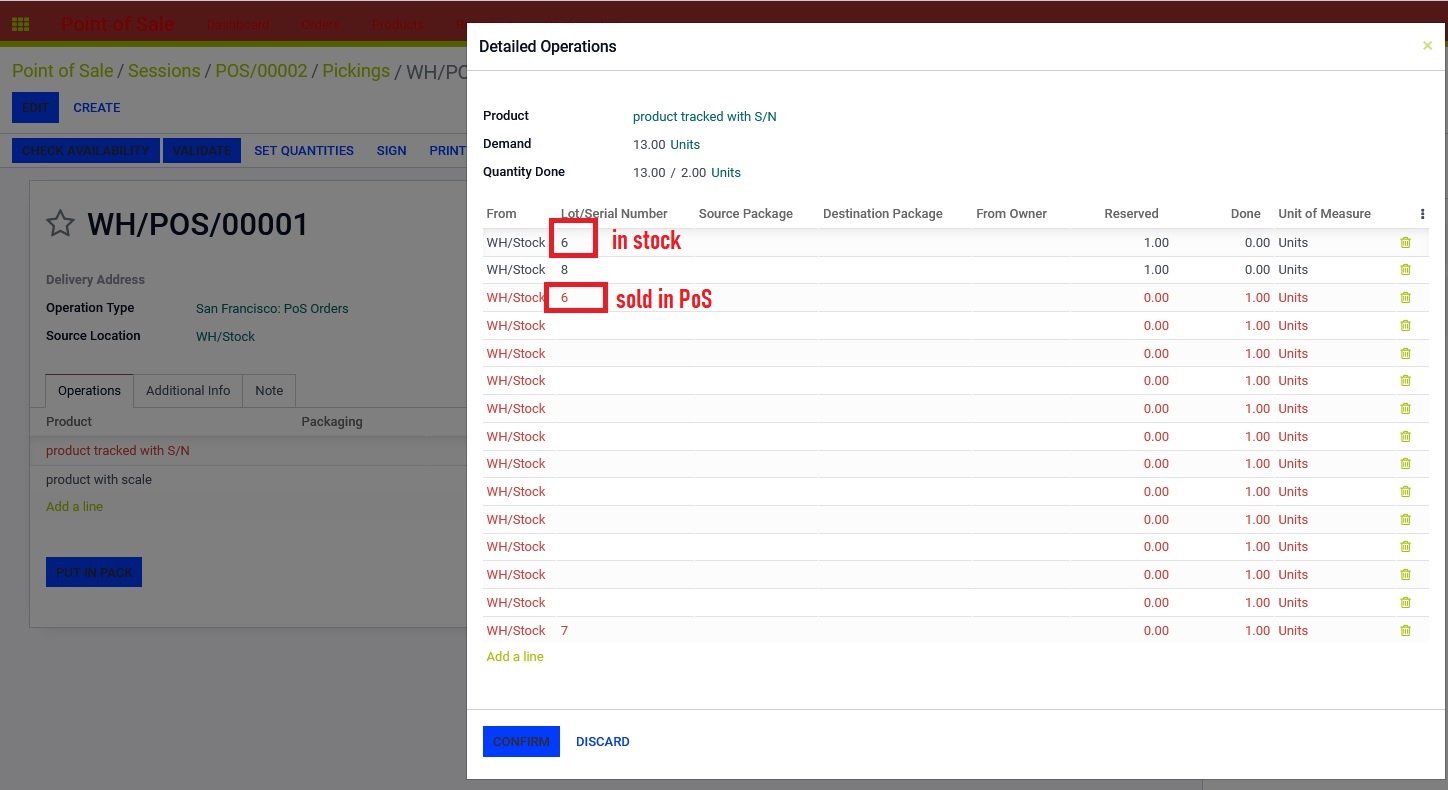 Point of Sale Dashboard Orders Products
Point of Sale / Sessions / POS/00002 / Pickings / WH/PO
EDIT CREATE
CHECK AVAILABILITY VALIDATE SET QUANTITIES SIGN PRINT
WH/POS/00001
Delivery Address
Operation Type San Francisco: PoS Orders
Source Location WH/Stock
Operations Additional Info Note
Product Packaging
product tracked with S/N
product with scale
Add a line
PUT IN PACK
Detailed Operations ×
Product product tracked with S/N
Demand 13.00 Units
Quantity Done 13.00 / 2.00 Units
From Lot/Serial Number Source Package Destination Package From Owner Reserved Done Unit of Measure
WH/Stock 6 in stock 1.00 0.00 Units
WH/Stock 8 1.00 0.00 Units
WH/Stock 6 sold in PoS 0.00 1.00 Units
WH/Stock 0.00 1.00 Units
WH/Stock 0.00 1.00 Units
WH/Stock 0.00 1.00 Units
WH/Stock 0.00 1.00 Units
WH/Stock 0.00 1.00 Units
WH/Stock 0.00 1.00 Units
WH/Stock 0.00 1.00 Units
WH/Stock 0.00 1.00 Units
WH/Stock 0.00 1.00 Units
WH/Stock 0.00 1.00 Units
WH/Stock 0.00 1.00 Units
WH/Stock 7 0.00 1.00 Units
Add a line
CONFIRM DISCARD